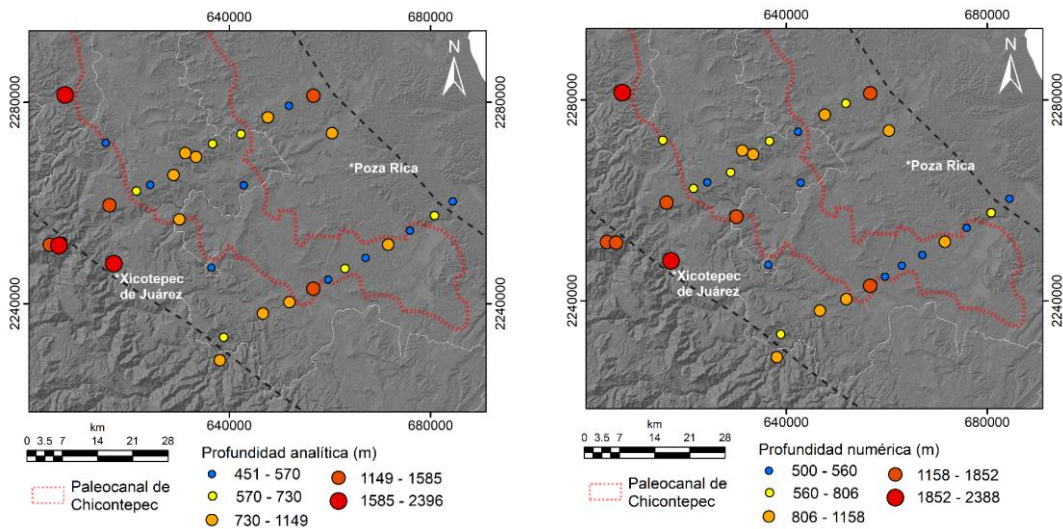 640000 680000
N
2280000 2280000
*Poza Rica
*Xicotepec
de Juárez
2240000 2240000
640000 680000
km
0 3.5 7 14 21 28
Paleocanal de
Chicontepec
Profundidad analítica (m)
451 - 570
570 - 730
730 - 1149
1149 - 1585
1585 - 2396
640000 680000
N
2280000 2280000
*Poza Rica
*Xicotepec
de Juárez
2240000 2240000
640000 680000
km
0 3.5 7 14 21 28
Paleocanal de
Chicontepec
Profundidad numérica (m)
500 - 560
560 - 806
806 - 1158
1158 - 1852
1852 - 2388